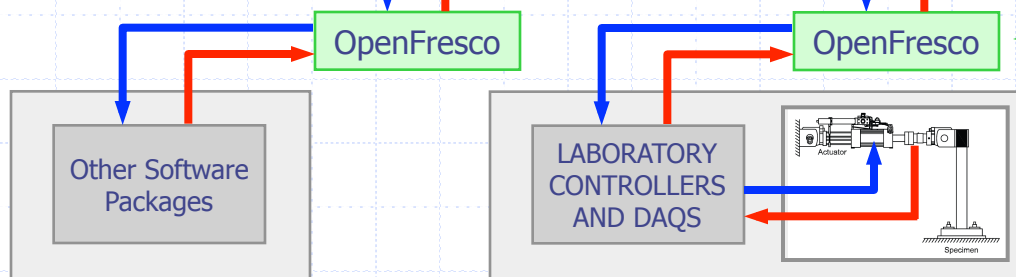 OpenFresco
OpenFresco
Other Software
Packages
LABORATORY
CONTROLLERS
AND DAQS
Actuator
Specimen